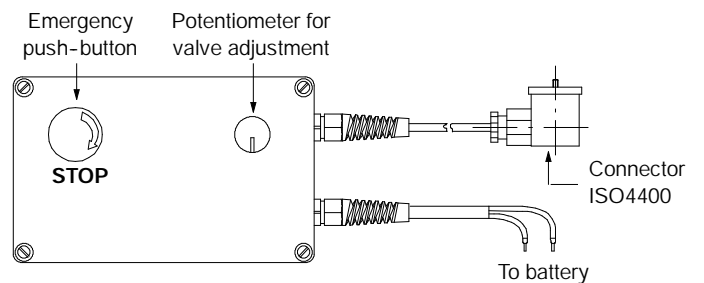 Emergency
push-button
Potentiometer for
valve adjustment
STOP
Connector
ISO4400
To battery